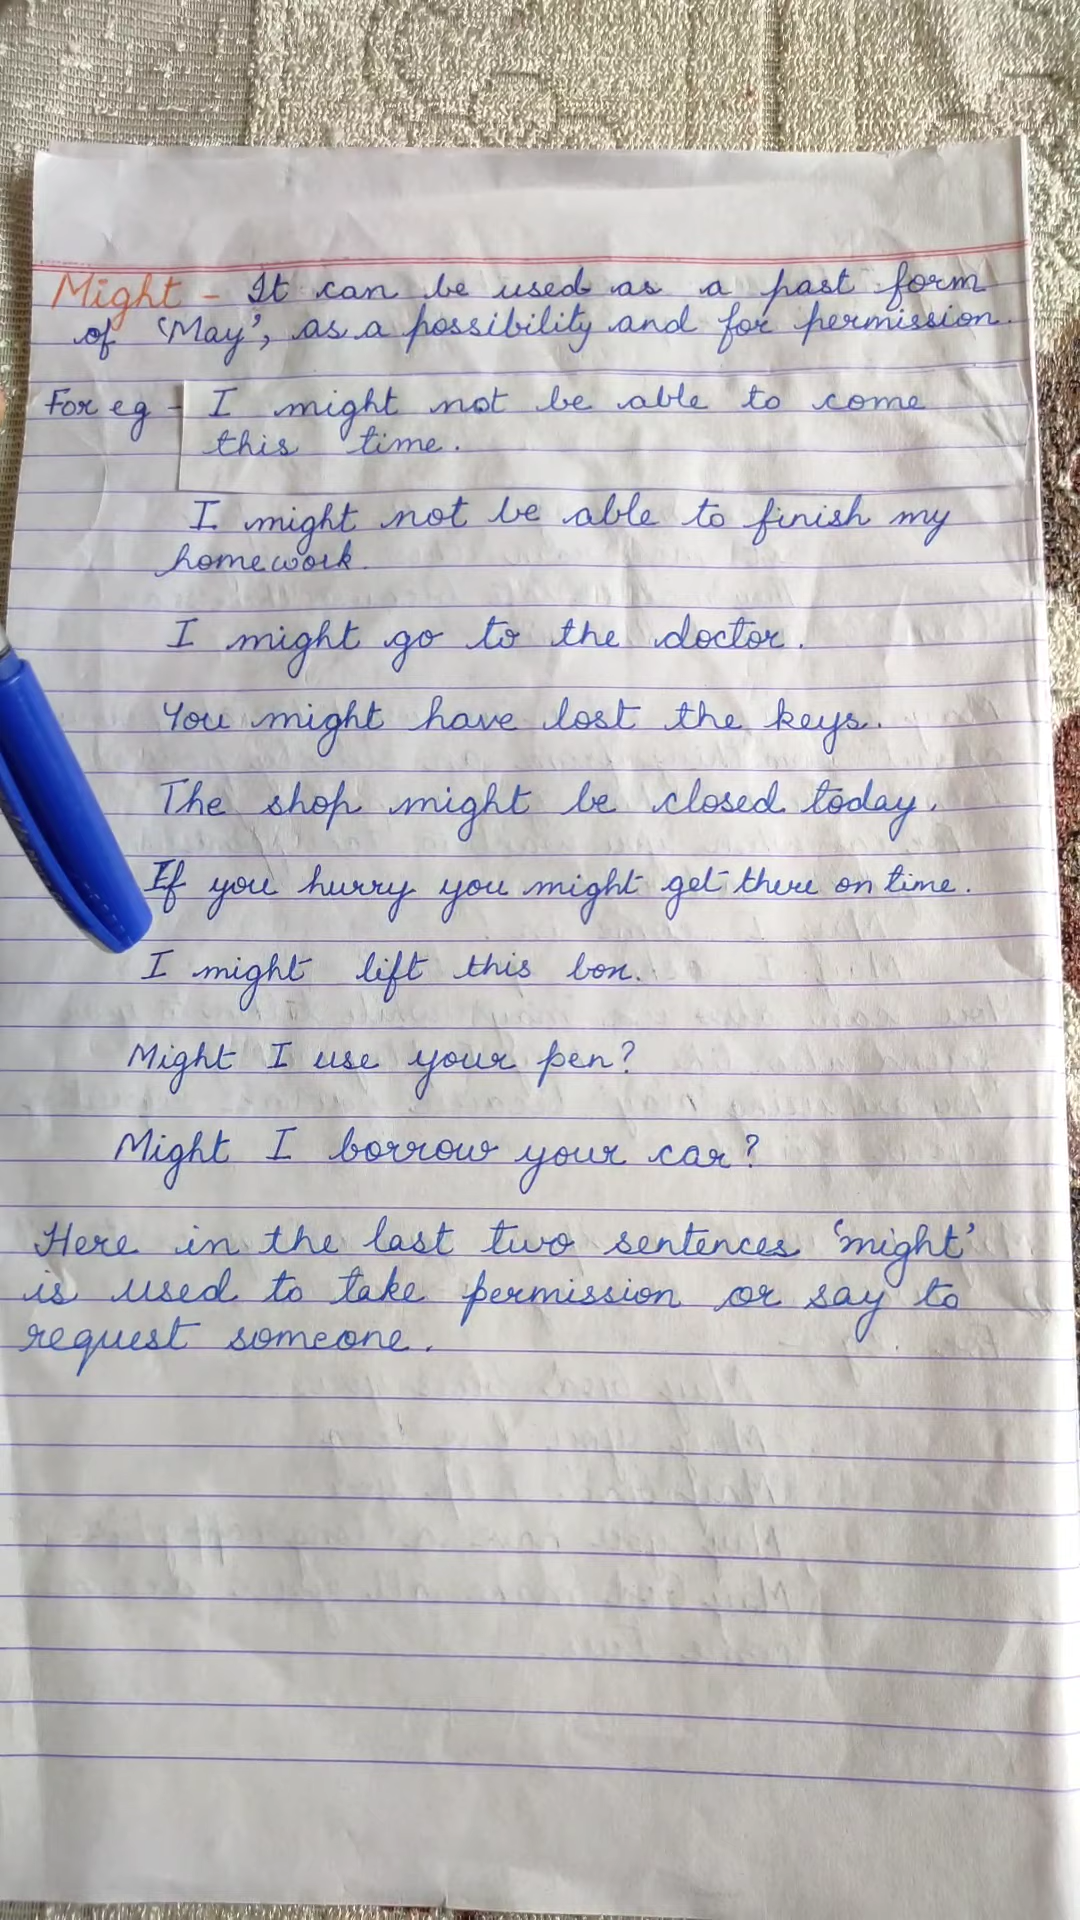 Might - It can be used as a past form
of 'May', as a possibility and for permission.
For eg - I might not be able to come
this time.
I might not be able to finish my
homework.
I might go to the doctor.
You might have lost the keys.
The shop might be closed today.
If you hurry you might get there on time.
I might lift this box.
Might I use your pen?
Might I borrow your car?
Here in the last two sentences 'might'
is used to take permission or say to
request someone.